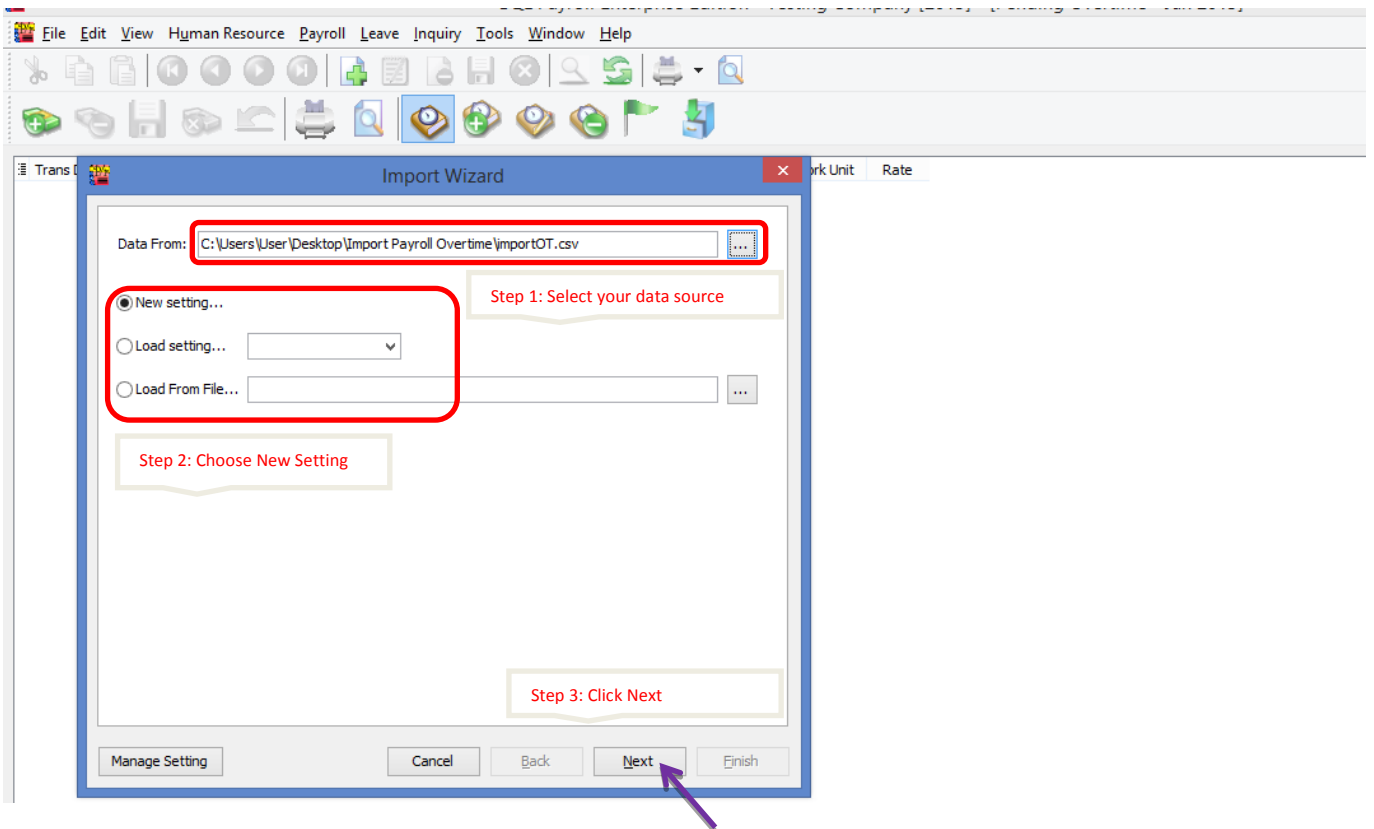 File Edit View Human Resource Payroll Leave Inquiry Tools Window Help
Trans
Import Wizard
Unit Rate
Data From: C:\Users\User\Desktop\Import Payroll Overtime\importOT.csv ...
Step 1: Select your data source
New setting...
Load setting...
Load From File... ...
Step 2: Choose New Setting
Step 3: Click Next
Manage Setting Cancel Back Next Finish